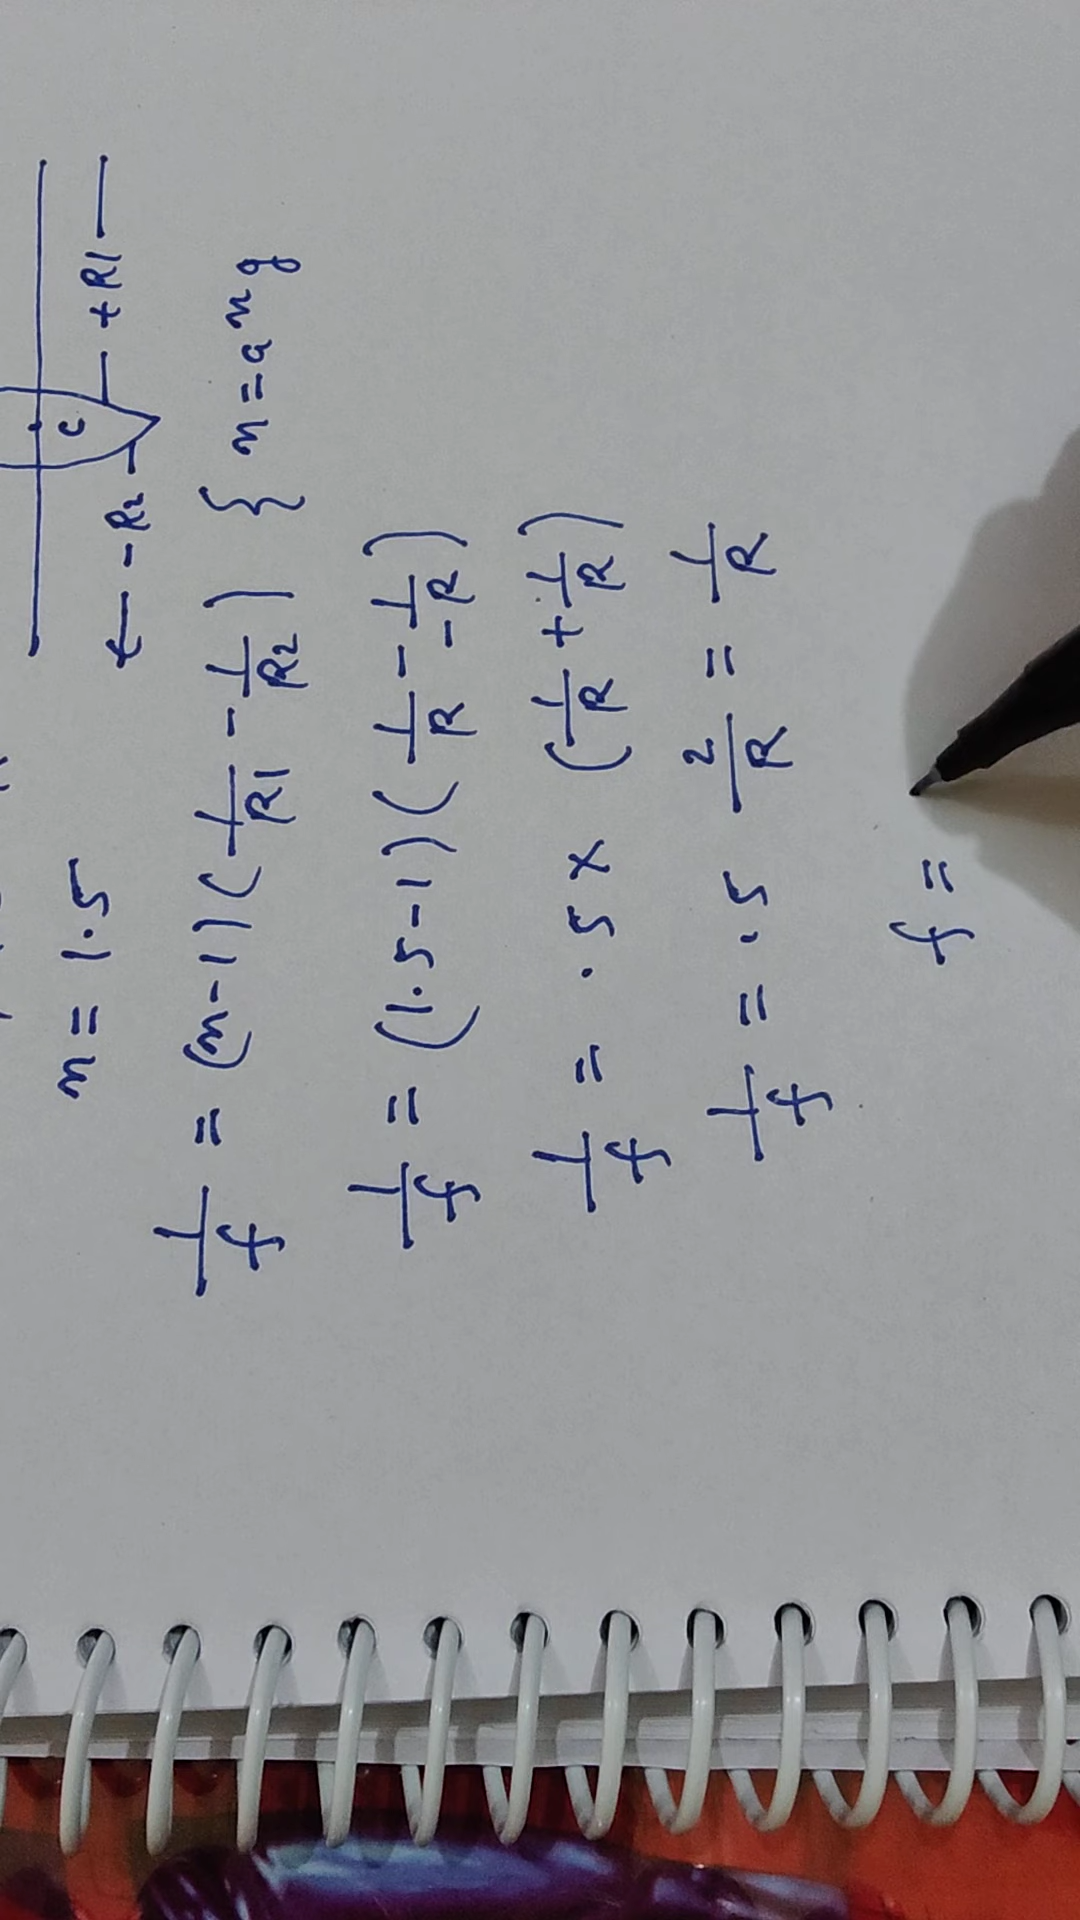 ← -R2 — c — +R1 —
n = 1.5
1/f = (n-1) (1/R1 - 1/R2) { n = a n g
1/f = (1.5-1) (1/R - 1/-R)
1/f = .5 × (1/R + 1/R)
1/f = .5 2/R = 1/R
f =